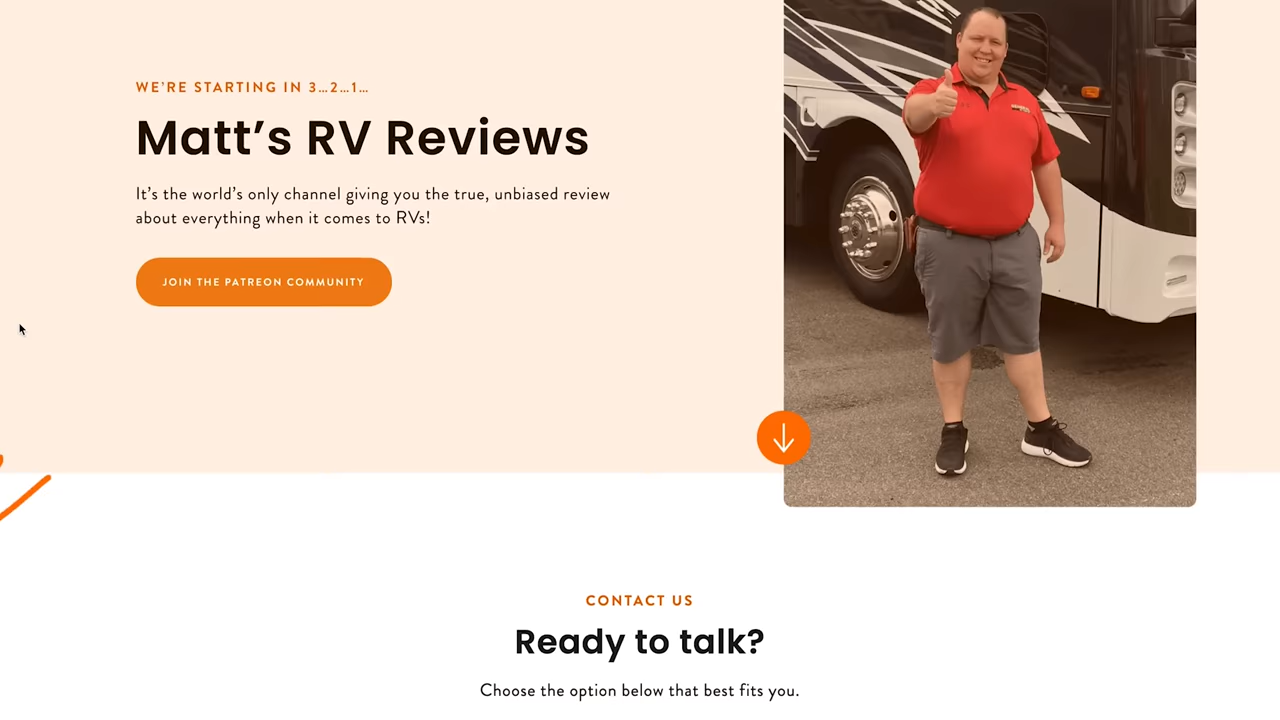 WE'RE STARTING IN 3...2...1...
Matt's RV Reviews
It's the world's only channel giving you the true, unbiased review
about everything when it comes to RVs!
JOIN THE PATREON COMMUNITY
CONTACT US
Ready to talk?
Choose the option below that best fits you.